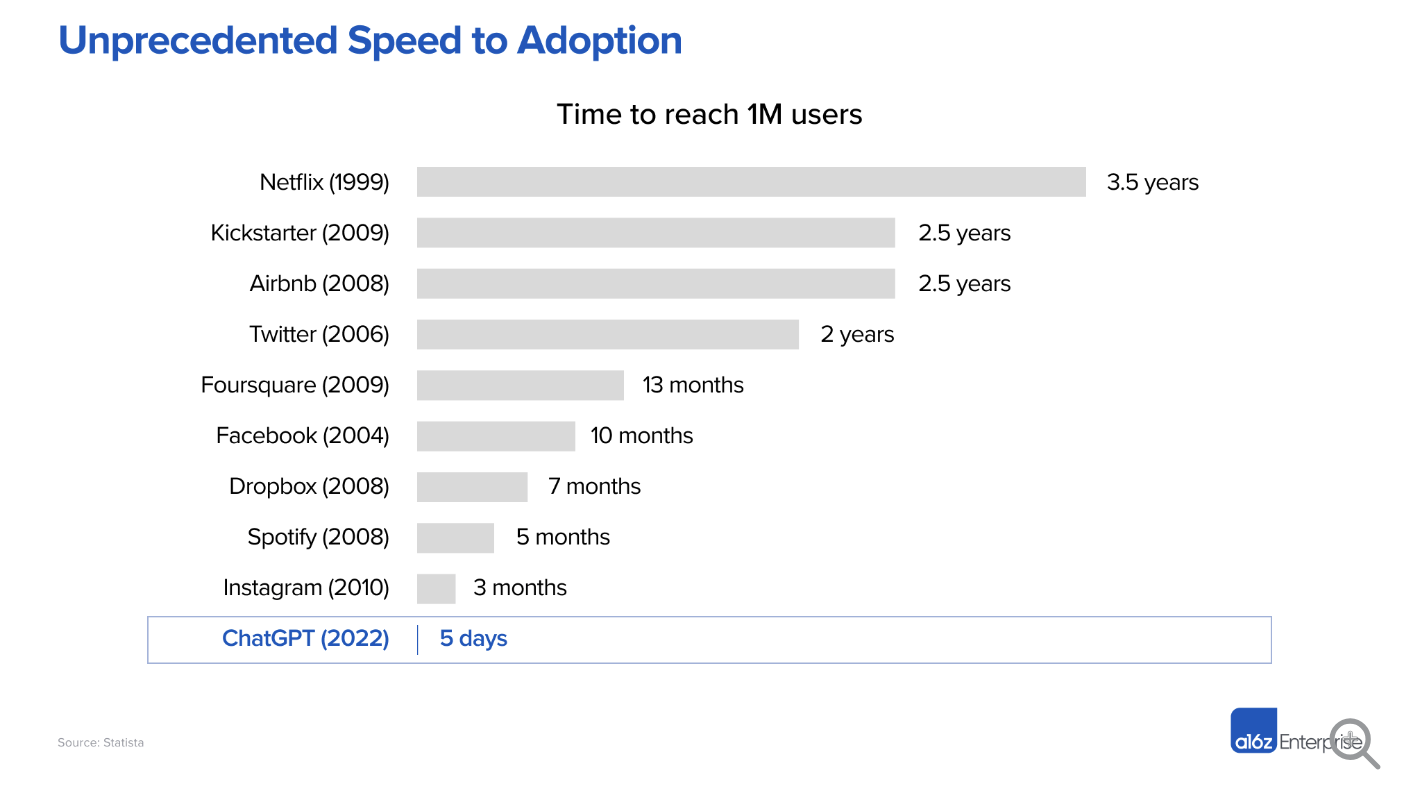 Unprecedented Speed to Adoption
Time to reach 1M users
Netflix (1999) 3.5 years
Kickstarter (2009) 2.5 years
Airbnb (2008) 2.5 years
Twitter (2006) 2 years
Foursquare (2009) 13 months
Facebook (2004) 10 months
Dropbox (2008) 7 months
Spotify (2008) 5 months
Instagram (2010) 3 months
ChatGPT (2022) 5 days
Source: Statista
a16z Enterprise